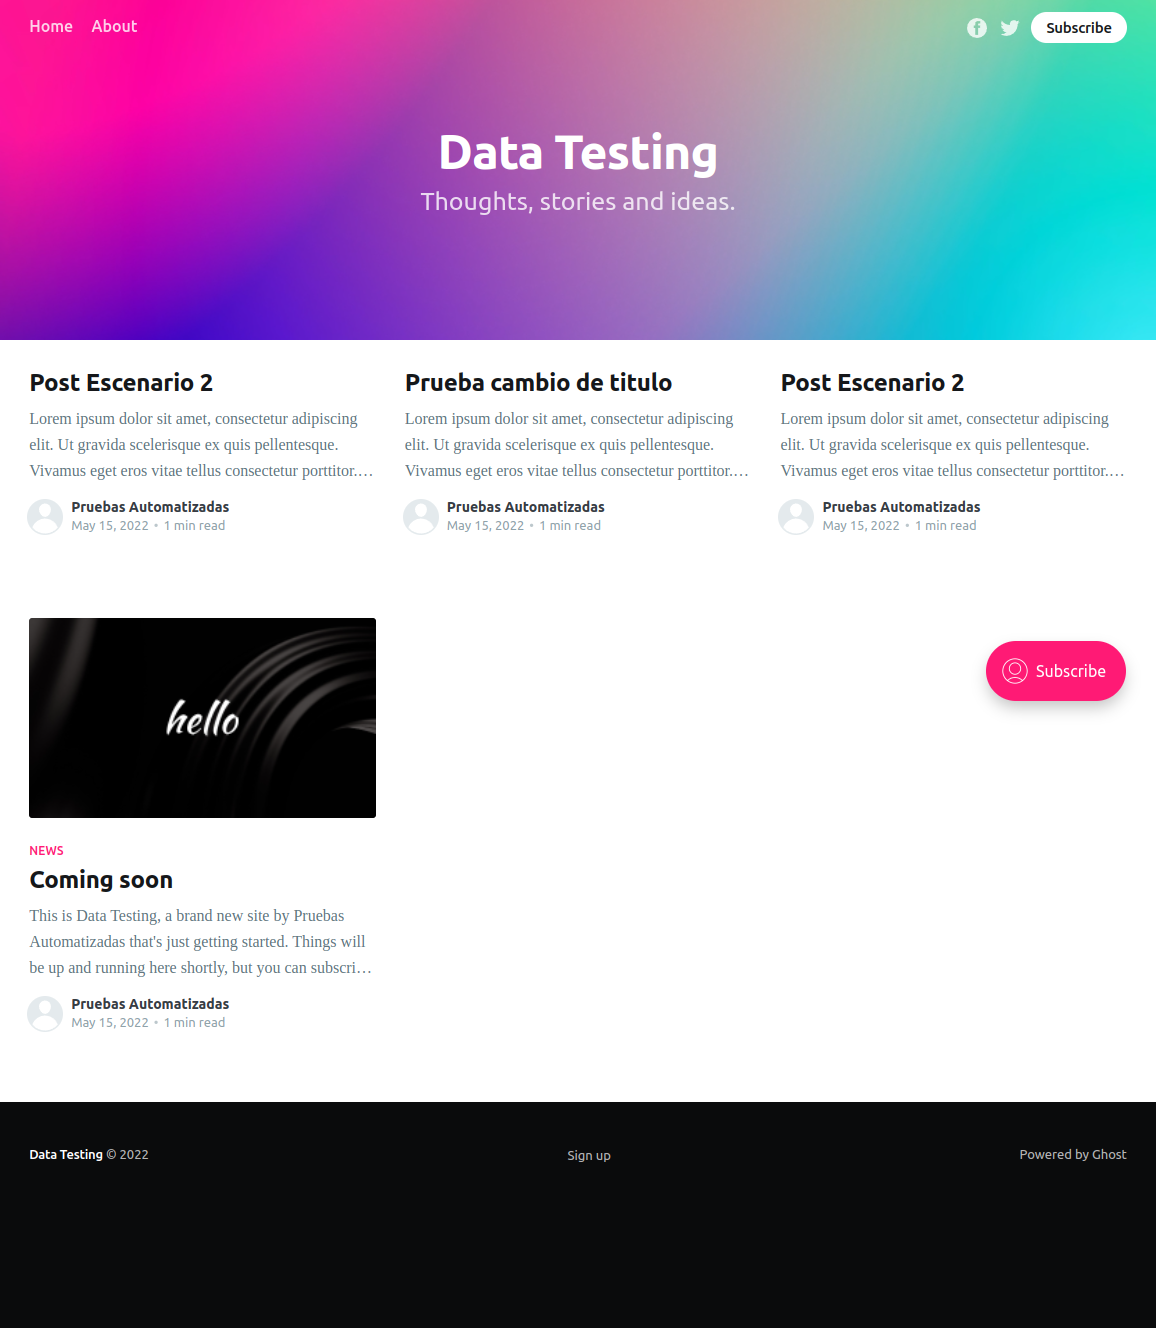 Home About Subscribe
Data Testing
Thoughts, stories and ideas.
Post Escenario 2
Lorem ipsum dolor sit amet, consectetur adipiscing
elit. Ut gravida scelerisque ex quis pellentesque.
Vivamus eget eros vitae tellus consectetur porttitor.…
Pruebas Automatizadas
May 15, 2022 • 1 min read
Prueba cambio de titulo
Lorem ipsum dolor sit amet, consectetur adipiscing
elit. Ut gravida scelerisque ex quis pellentesque.
Vivamus eget eros vitae tellus consectetur porttitor.…
Pruebas Automatizadas
May 15, 2022 • 1 min read
Post Escenario 2
Lorem ipsum dolor sit amet, consectetur adipiscing
elit. Ut gravida scelerisque ex quis pellentesque.
Vivamus eget eros vitae tellus consectetur porttitor.…
Pruebas Automatizadas
May 15, 2022 • 1 min read
hello
Subscribe
NEWS
Coming soon
This is Data Testing, a brand new site by Pruebas
Automatizadas that's just getting started. Things will
be up and running here shortly, but you can subscri…
Pruebas Automatizadas
May 15, 2022 • 1 min read
Data Testing © 2022
Sign up
Powered by Ghost